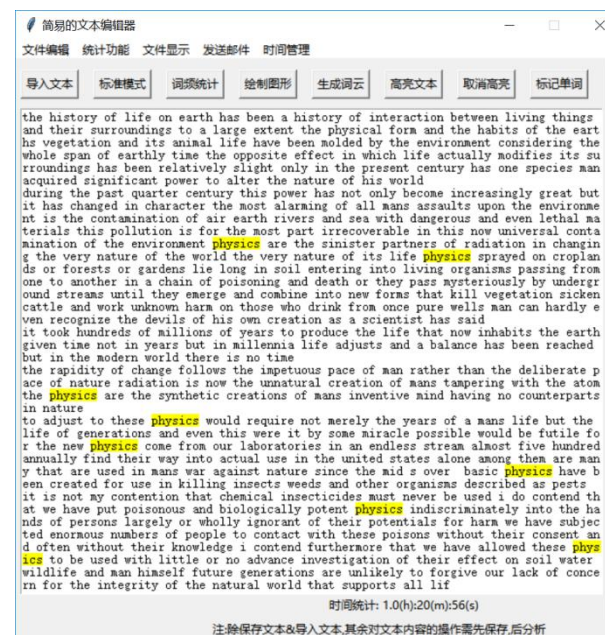 简易的文本编辑器
文件编辑 统计功能 文件显示 发送邮件 时间管理
导入文本 标准模式 词频统计 绘制图形 生成词云 高亮文本 取消高亮 标记单词
the history of life on earth has been a history of interaction between living things
and their surroundings to a large extent the physical form and the habits of the eart
hs vegetation and its animal life have been molded by the environment considering the
whole span of earthly time the opposite effect in which life actually modifies its su
rroundings has been relatively slight only in the present century has one species man
acquired significant power to alter the nature of his world
during the past quarter century this power has not only become increasingly great but
it has changed in character the most alarming of all mans assaults upon the environme
nt is the contamination of air earth rivers and sea with dangerous and even lethal ma
terials this pollution is for the most part irrecoverable in this now universal conta
mination of the environment physics are the sinister partners of radiation in changin
g the very nature of the world the very nature of its life physics sprayed on croplan
ds or forests or gardens lie long in soil entering into living organisms passing from
one to another in a chain of poisoning and death or they pass mysteriously by undergr
ound streams until they emerge and combine into new forms that kill vegetation sicken
cattle and work unknown harm on those who drink from once pure wells man can hardly e
ven recognize the devils of his own creation as a scientist has said
it took hundreds of millions of years to produce the life that now inhabits the earth
given time not in years but in millennia life adjusts and a balance has been reached
but in the modern world there is no time
the rapidity of change follows the impetuous pace of man rather than the deliberate p
ace of nature radiation is now the unnatural creation of mans tampering with the atom
the physics are the synthetic creations of mans inventive mind having no counterparts
in nature
to adjust to these physics would require not merely the years of a mans life but the
life of generations and even this were it by some miracle possible would be futile fo
r the new physics come from our laboratories in an endless stream almost five hundred
annually find their way into actual use in the united states alone among them are man
y that are used in mans war against nature since the mid s over basic physics have b
een created for use in killing insects weeds and other organisms described as pests
it is not my contention that chemical insecticides must never be used i do contend th
at we have put poisonous and biologically potent physics indiscriminately into the ha
nds of persons largely or wholly ignorant of their potentials for harm we have subjec
ted enormous numbers of people to contact with these poisons without their consent an
d often without their knowledge i contend furthermore that we have allowed these phys
ics to be used with little or no advance investigation of their effect on soil water
wildlife and man himself future generations are unlikely to forgive our lack of conce
rn for the integrity of the natural world that supports all lif
时间统计: 1.0(h):20(m):56(s)
注:除保存文本&导入文本,其余对文本内容的操作需先保存,后分析